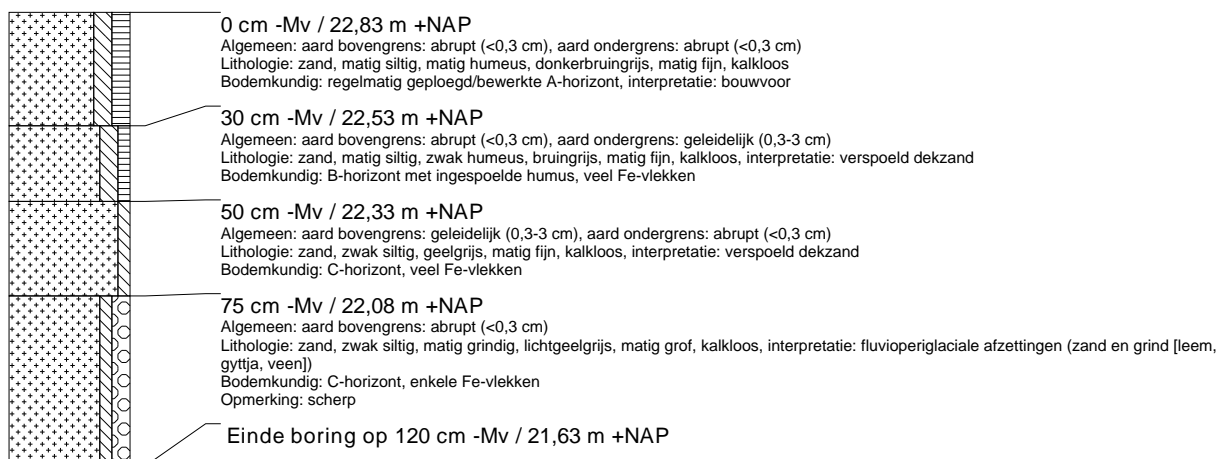 0 cm -Mv / 22,83 m +NAP
Algemeen: aard bovengrens: abrupt (<0,3 cm), aard ondergrens: abrupt (<0,3 cm)
Lithologie: zand, matig siltig, matig humeus, donkerbruingrijs, matig fijn, kalkloos
Bodemkundig: regelmatig geploegd/bewerkte A-horizont, interpretatie: bouwvoor
30 cm -Mv / 22,53 m +NAP
Algemeen: aard bovengrens: abrupt (<0,3 cm), aard ondergrens: geleidelijk (0,3-3 cm)
Lithologie: zand, matig siltig, zwak humeus, bruingrijs, matig fijn, kalkloos, interpretatie: verspoeld dekzand
Bodemkundig: B-horizont met ingespoelde humus, veel Fe-vlekken
50 cm -Mv / 22,33 m +NAP
Algemeen: aard bovengrens: geleidelijk (0,3-3 cm), aard ondergrens: abrupt (<0,3 cm)
Lithologie: zand, zwak siltig, geelgrijs, matig fijn, kalkloos, interpretatie: verspoeld dekzand
Bodemkundig: C-horizont, veel Fe-vlekken
75 cm -Mv / 22,08 m +NAP
Algemeen: aard bovengrens: abrupt (<0,3 cm)
Lithologie: zand, zwak siltig, matig grindig, lichtgeelgrijs, matig grof, kalkloos, interpretatie: fluvioperiglaciale afzettingen (zand en grind [leem,
gyttja, veen])
Bodemkundig: C-horizont, enkele Fe-vlekken
Opmerking: scherp
Einde boring op 120 cm -Mv / 21,63 m +NAP